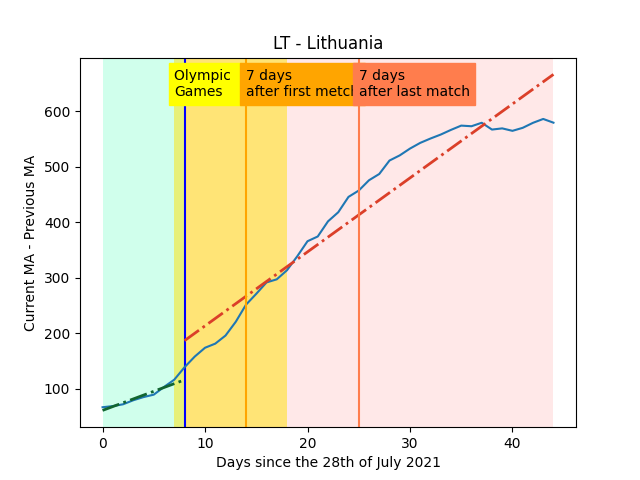 LT - Lithuania
Olympic
Games
7 days
after first metch
7 days
after last match
Current MA - Previous MA
600
500
400
300
200
100
0
10
20
30
40
Days since the 28th of July 2021